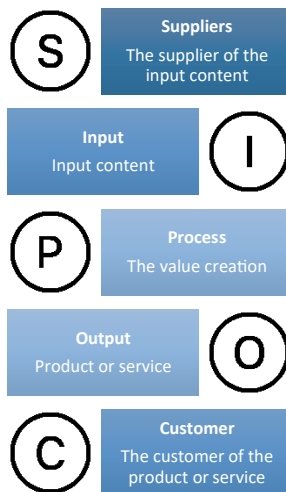 S
Suppliers
The supplier of the
input content
Input
Input content
I
P
Process
The value creation
Output
Product or service
O
C
Customer
The customer of the
product or service